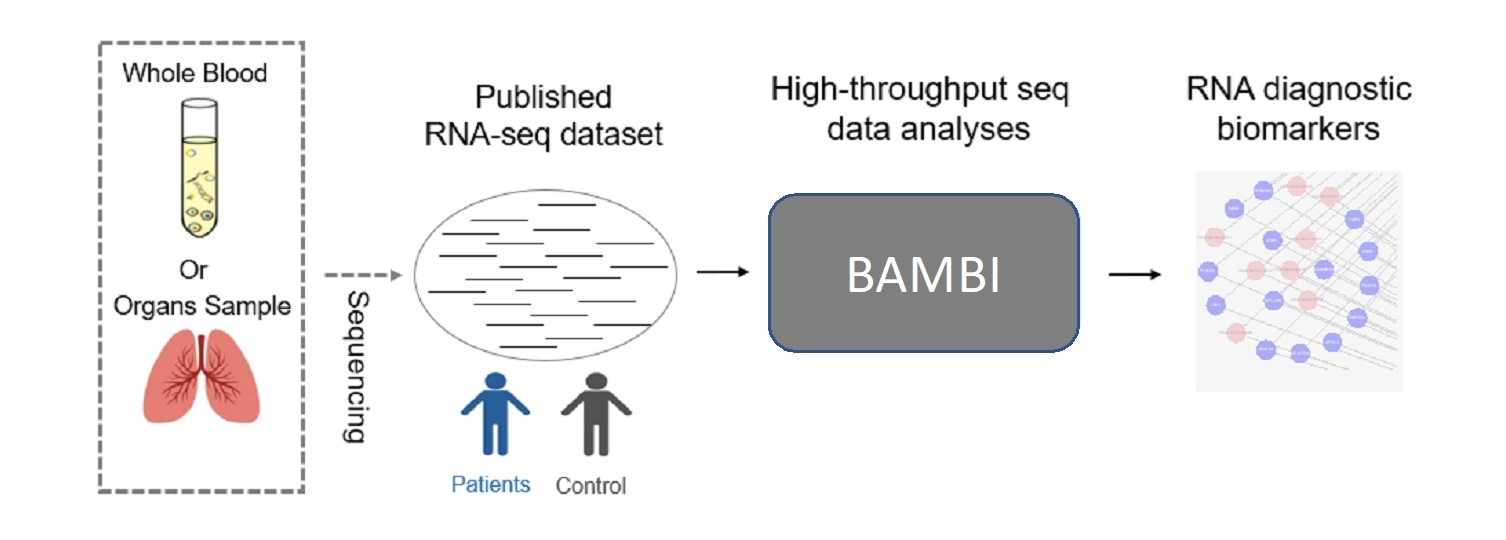 Whole Blood
Or
Organs Sample
Sequencing
Published
RNA-seq dataset
Patients
Control
High-throughput seq
data analyses
BAMBI
RNA diagnostic
biomarkers